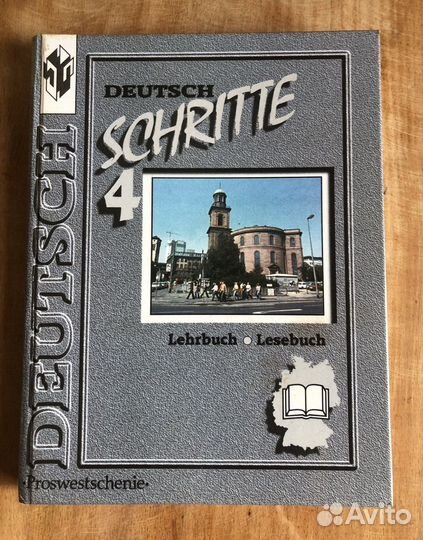 DEUTSCH
SCHRITTE
4
DEUTSCH
Lehrbuch Lesebuch
·Proswestschenie·
Avito